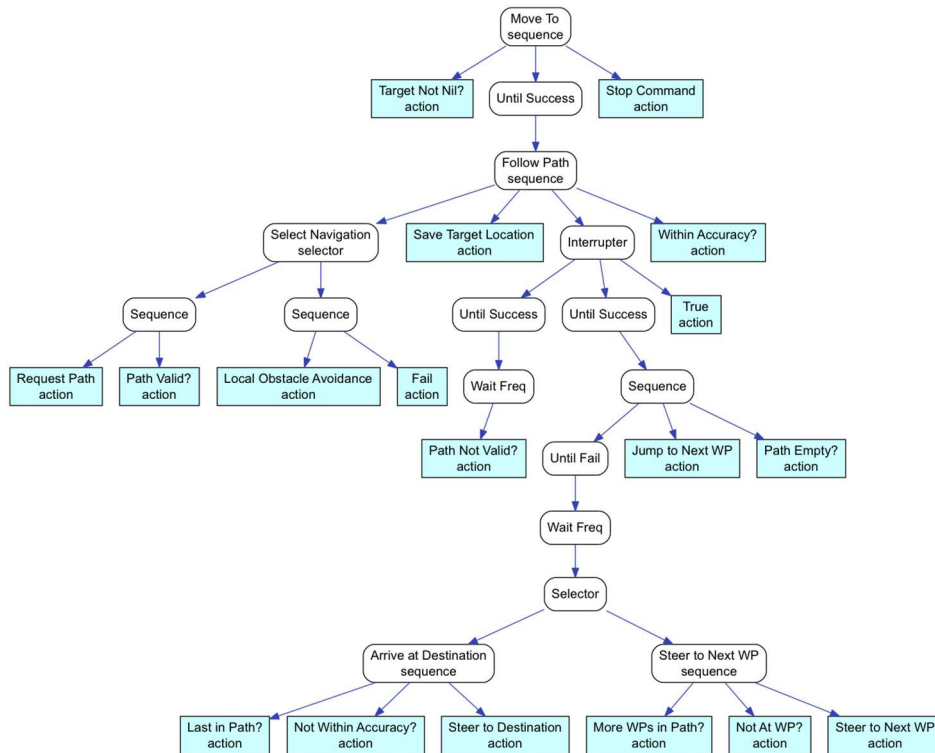 Move To
sequence
Target Not Nil?
action
Until Success
Stop Command
action
Follow Path
sequence
Select Navigation
selector
Save Target Location
action
Interrupter
Within Accuracy?
action
Sequence
Sequence
Until Success
Until Success
True
action
Request Path
action
Path Valid?
action
Local Obstacle Avoidance
action
Fail
action
Wait Freq
Sequence
Path Not Valid?
action
Until Fail
Jump to Next WP
action
Path Empty?
action
Wait Freq
Selector
Arrive at Destination
sequence
Steer to Next WP
sequence
Last in Path?
action
Not Within Accuracy?
action
Steer to Destination
action
More WPs in Path?
action
Not At WP?
action
Steer to Next WP
action